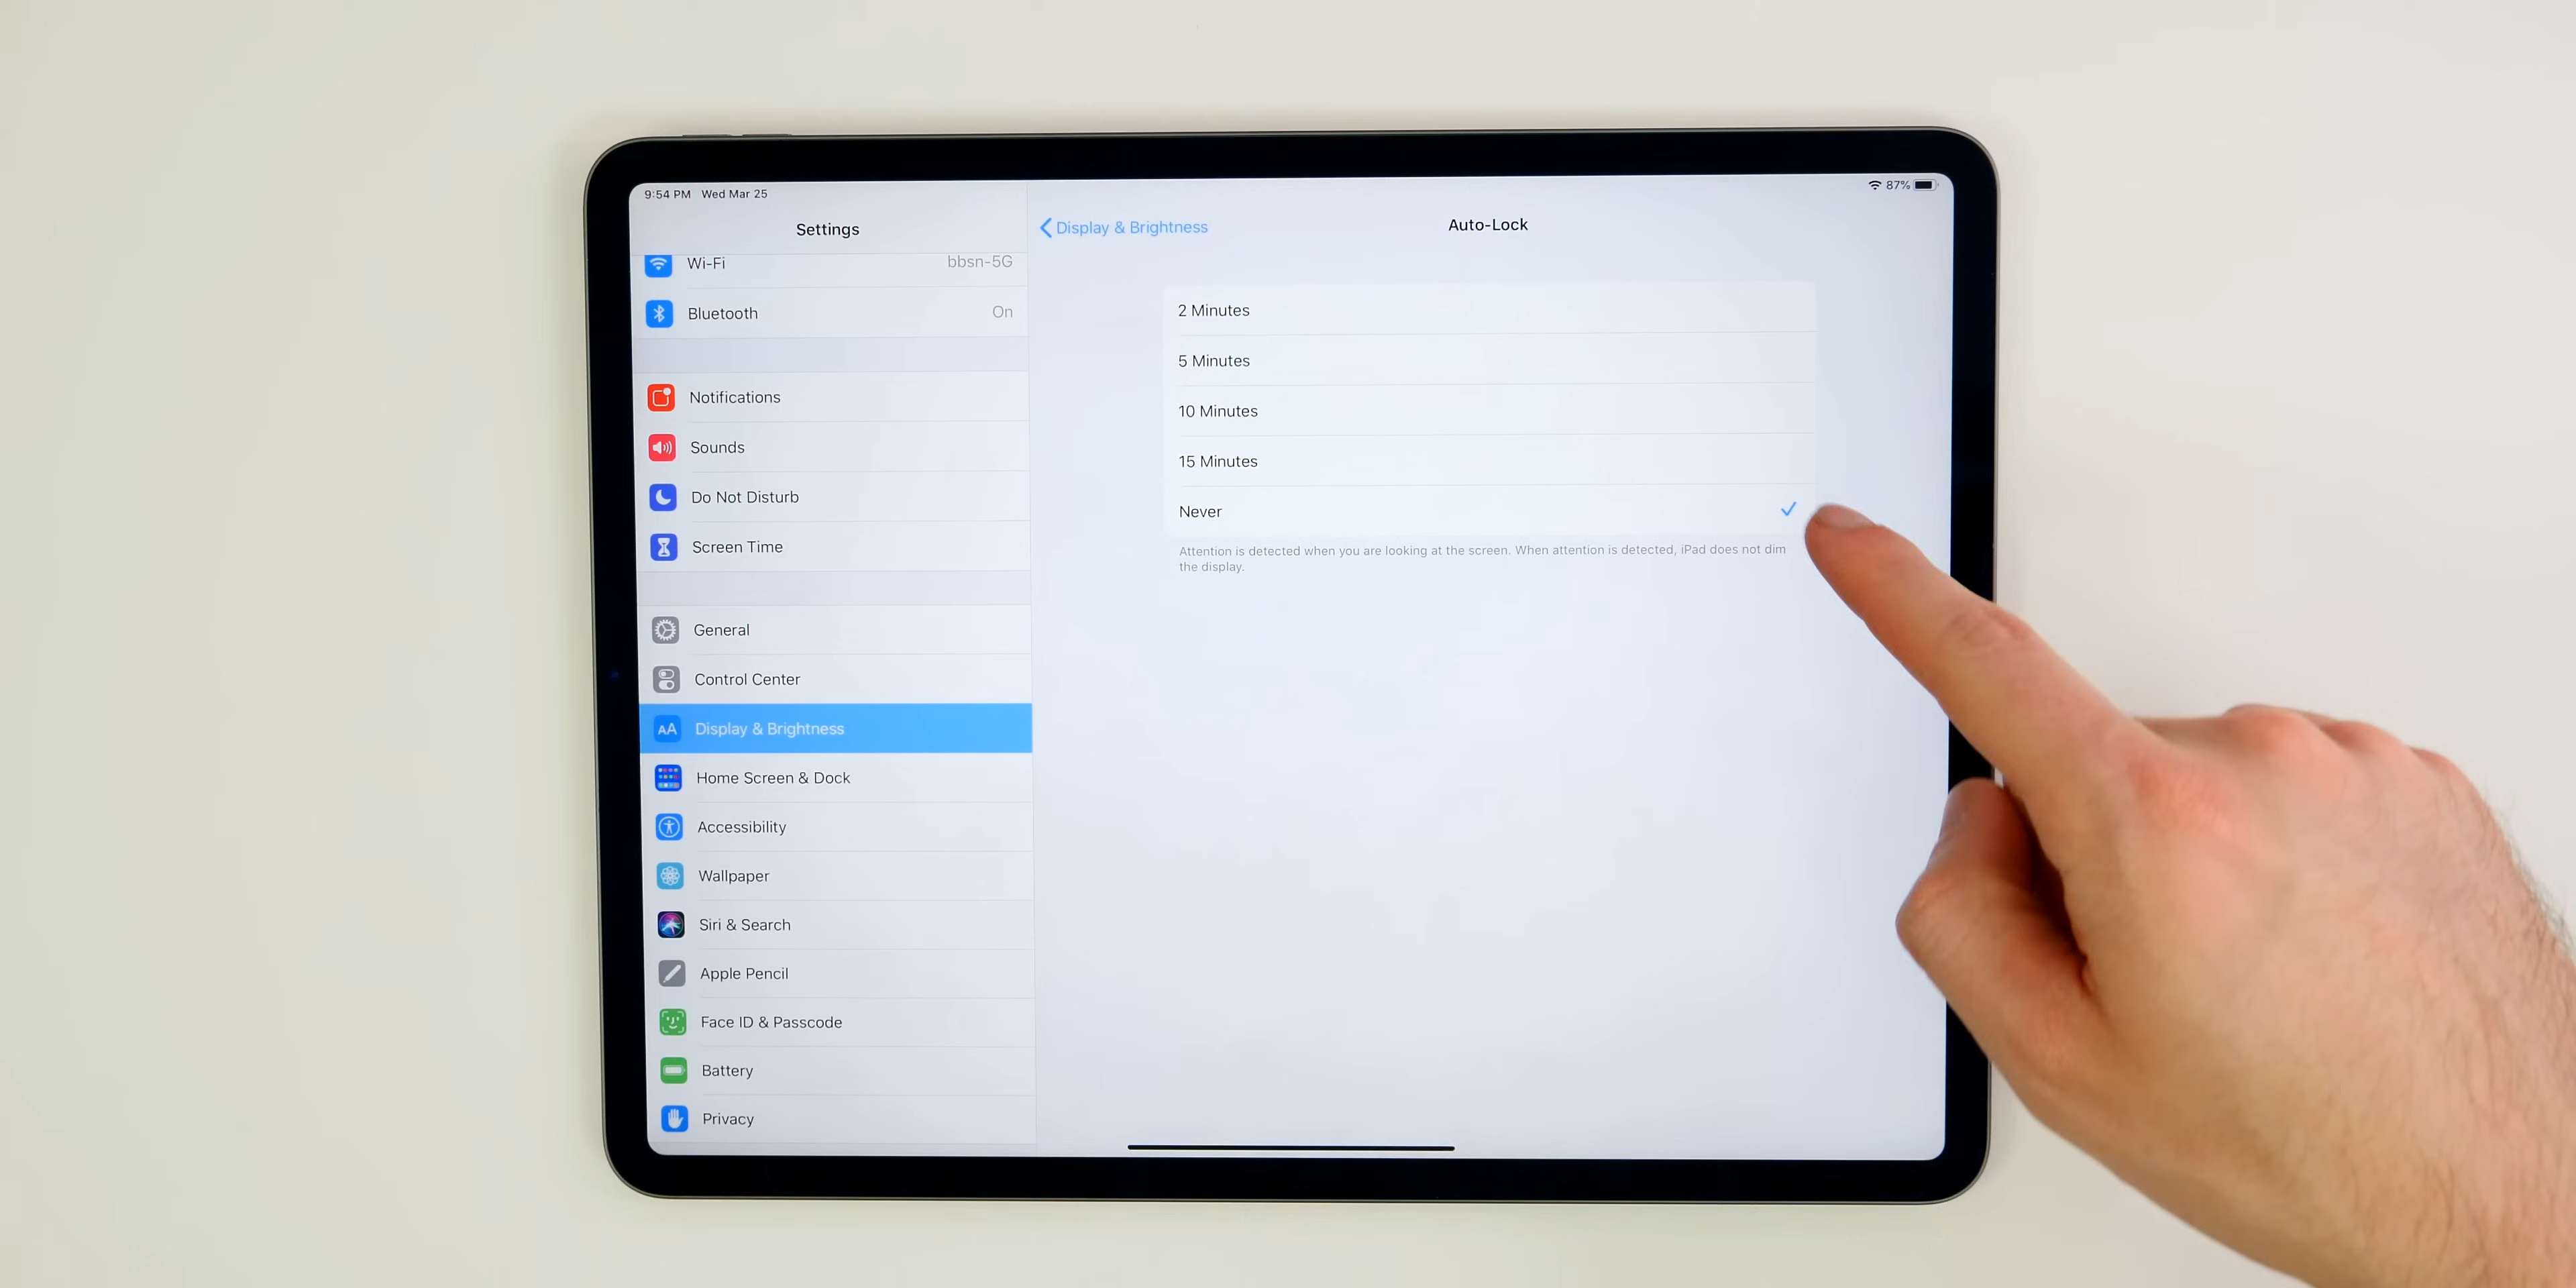 9:54 PM Wed Mar 25
87%
Settings
Wi-Fi bbsn-5G
Bluetooth On
Notifications
Sounds
Do Not Disturb
Screen Time
General
Control Center
AA Display & Brightness
Home Screen & Dock
Accessibility
Wallpaper
Siri & Search
Apple Pencil
Face ID & Passcode
Battery
Privacy
Display & Brightness
Auto-Lock
2 Minutes
5 Minutes
10 Minutes
15 Minutes
Never
Attention is detected when you are looking at the screen. When attention is detected, iPad does not dim
the display.